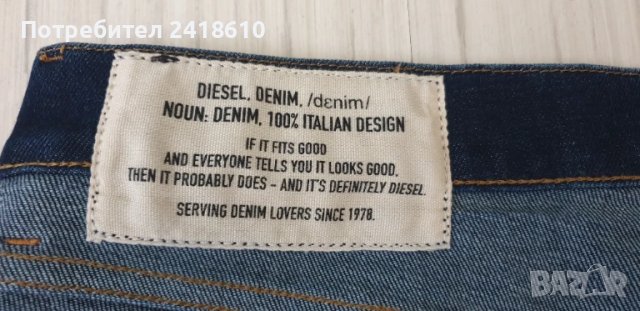 Потребител 2418610
DIESEL, DENIM, /dɛnim/
NOUN: DENIM, 100% ITALIAN DESIGN
IF IT FITS GOOD
AND EVERYONE TELLS YOU IT LOOKS GOOD,
THEN IT PROBABLY DOES - AND IT'S DEFINITELY DIESEL.
SERVING DENIM LOVERS SINCE 1978.
BAZAR